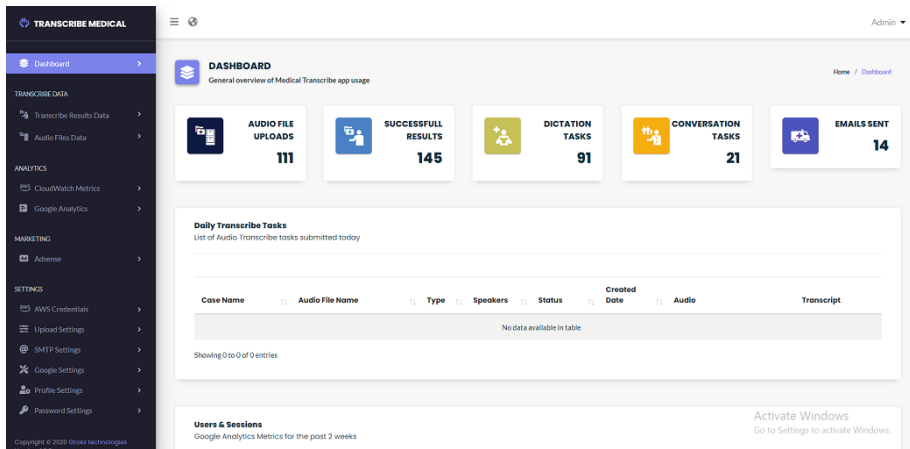 TRANSCRIBE MEDICAL
Admin
Dashboard
TRANSCRIBE DATA
Transcribe Results Data
Audio Files Data
ANALYTICS
CloudWatch Metrics
Google Analytics
MARKETING
Adsense
SETTINGS
AWS Credentials
Upload Settings
SMTP Settings
Google Settings
Profile Settings
Password Settings
Copyright © 2020 Stroks technologies
DASHBOARD
General overview of Medical Transcribe app usage
Home / Dashboard
AUDIO FILE
UPLOADS
111
SUCCESSFULL
RESULTS
145
DICTATION
TASKS
91
CONVERSATION
TASKS
21
EMAILS SENT
14
Daily Transcribe Tasks
List of Audio Transcribe tasks submitted today
Case Name Audio File Name Type Speakers Status Created Date Audio Transcript
No data available in table
Showing 0 to 0 of 0 entries
Users & Sessions
Google Analytics Metrics for the past 2 weeks
Activate Windows
Go to Settings to activate Windows.